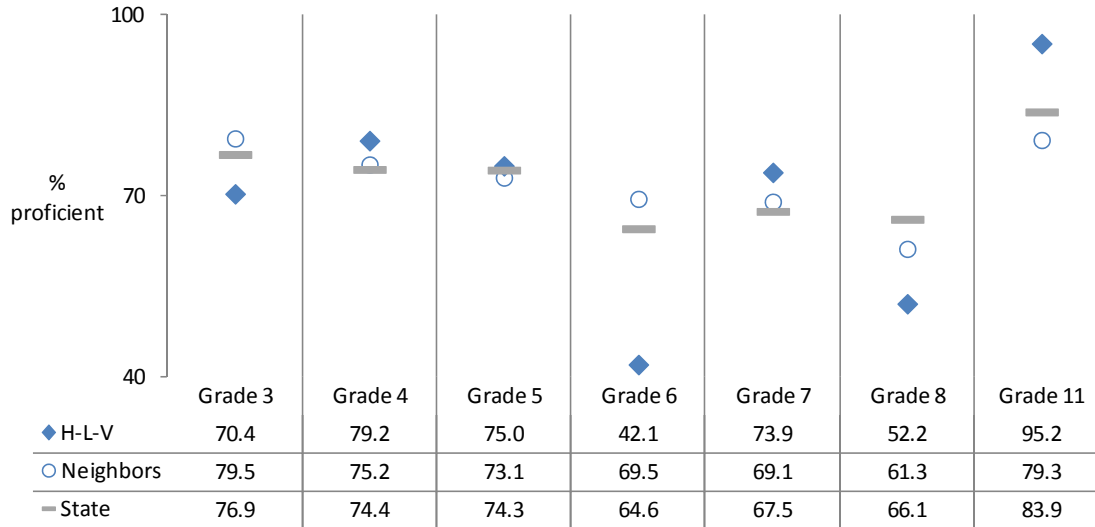 100
%
proficient
70
40
Grade 3 Grade 4 Grade 5 Grade 6 Grade 7 Grade 8 Grade 11
H-L-V 70.4 79.2 75.0 42.1 73.9 52.2 95.2
Neighbors 79.5 75.2 73.1 69.5 69.1 61.3 79.3
State 76.9 74.4 74.3 64.6 67.5 66.1 83.9